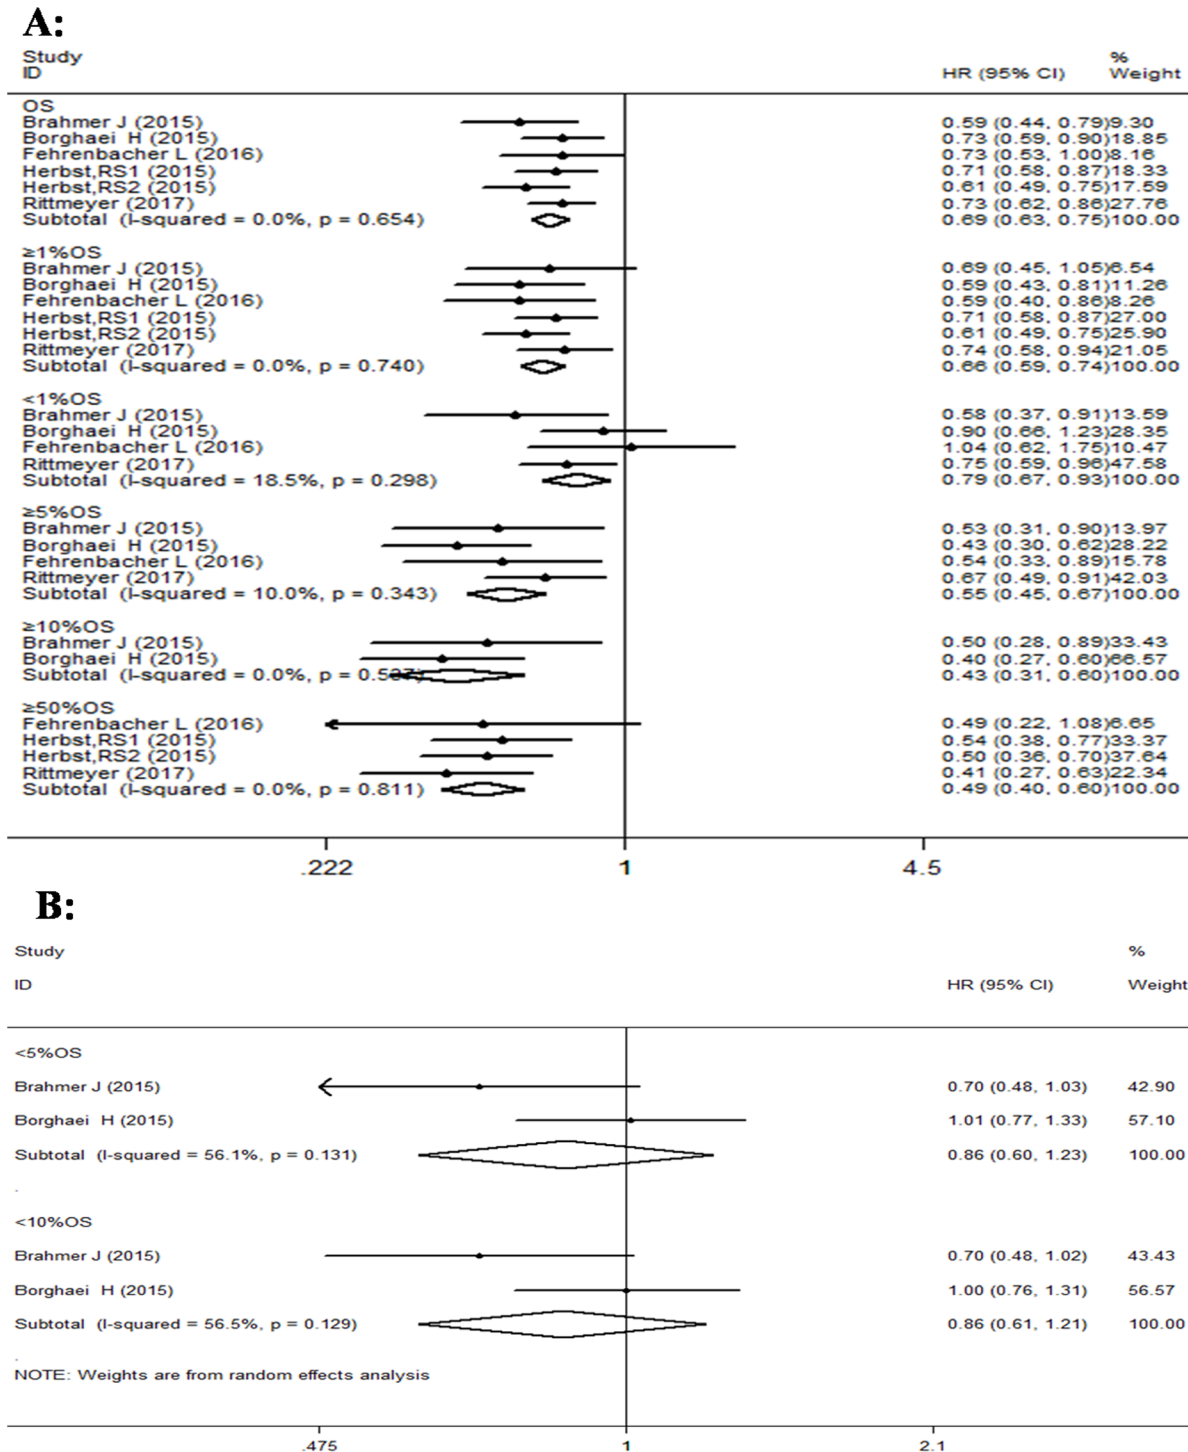 A:
Study % 
ID HR (95% CI) Weight
OS
Brahmer J (2015) 0.59 (0.44, 0.79)9.30
Borghaei H (2015) 0.73 (0.59, 0.90)18.85
Fehrenbacher L (2016) 0.73 (0.53, 1.00)8.16
Herbst,RS1 (2015) 0.71 (0.58, 0.87)18.33
Herbst,RS2 (2015) 0.61 (0.49, 0.75)17.59
Rittmeyer (2017) 0.73 (0.62, 0.86)27.76
Subtotal (I-squared = 0.0%, p = 0.654) 0.69 (0.63, 0.75)100.00
≥1%OS
Brahmer J (2015) 0.69 (0.45, 1.05)6.54
Borghaei H (2015) 0.59 (0.43, 0.81)11.26
Fehrenbacher L (2016) 0.59 (0.40, 0.86)8.26
Herbst,RS1 (2015) 0.71 (0.58, 0.87)27.00
Herbst,RS2 (2015) 0.61 (0.49, 0.75)25.90
Rittmeyer (2017) 0.74 (0.58, 0.94)21.05
Subtotal (I-squared = 0.0%, p = 0.740) 0.66 (0.59, 0.74)100.00
<1%OS
Brahmer J (2015) 0.58 (0.37, 0.91)13.59
Borghaei H (2015) 0.90 (0.66, 1.23)28.35
Fehrenbacher L (2016) 1.04 (0.62, 1.75)10.47
Rittmeyer (2017) 0.75 (0.59, 0.96)47.58
Subtotal (I-squared = 18.5%, p = 0.298) 0.79 (0.67, 0.93)100.00
≥5%OS
Brahmer J (2015) 0.53 (0.31, 0.90)13.97
Borghaei H (2015) 0.43 (0.30, 0.62)28.22
Fehrenbacher L (2016) 0.54 (0.33, 0.89)15.78
Rittmeyer (2017) 0.67 (0.49, 0.91)42.03
Subtotal (I-squared = 10.0%, p = 0.343) 0.55 (0.45, 0.67)100.00
≥10%OS
Brahmer J (2015) 0.50 (0.28, 0.89)33.43
Borghaei H (2015) 0.40 (0.27, 0.60)66.57
Subtotal (I-squared = 0.0%, p = 0.43 (0.31, 0.60)100.00
≥50%OS
Fehrenbacher L (2016) 0.49 (0.22, 1.08)6.65
Herbst,RS1 (2015) 0.54 (0.38, 0.77)33.37
Herbst,RS2 (2015) 0.50 (0.36, 0.70)37.64
Rittmeyer (2017) 0.41 (0.27, 0.63)22.34
Subtotal (I-squared = 0.0%, p = 0.811) 0.49 (0.40, 0.60)100.00
.222 1 4.5
B:
Study %
ID HR (95% CI) Weight
<5%OS
Brahmer J (2015) 0.70 (0.48, 1.03) 42.90
Borghaei H (2015) 1.01 (0.77, 1.33) 57.10
Subtotal (I-squared = 56.1%, p = 0.131) 0.86 (0.60, 1.23) 100.00
.
<10%OS
Brahmer J (2015) 0.70 (0.48, 1.02) 43.43
Borghaei H (2015) 1.00 (0.76, 1.31) 56.57
Subtotal (I-squared = 56.5%, p = 0.129) 0.86 (0.61, 1.21) 100.00
.
NOTE: Weights are from random effects analysis
.475 1 2.1